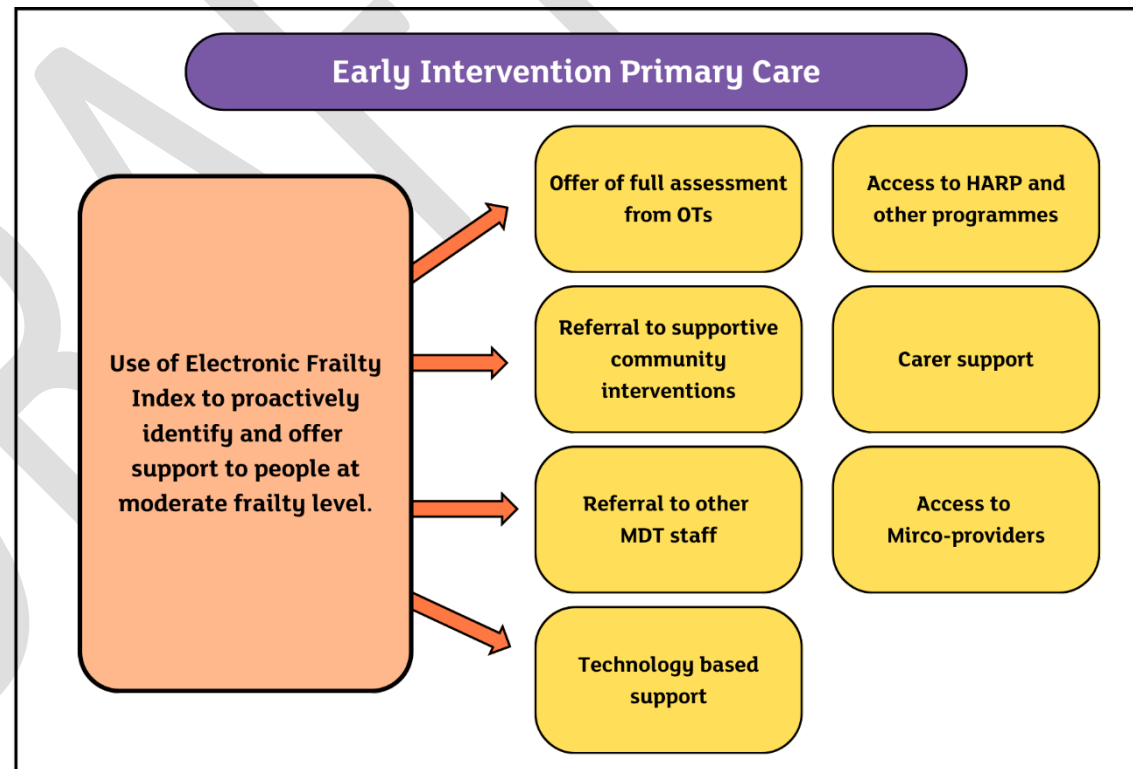 Early Intervention Primary Care
Use of Electronic Frailty
Index to proactively
identify and offer
support to people at
moderate frailty level.
Offer of full assessment
from OTs
Access to HARP and
other programmes
Referral to supportive
community
interventions
Carer support
Referral to other
MDT staff
Access to
Mirco-providers
Technology based
support